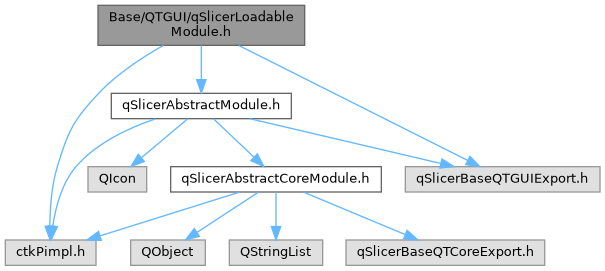 Base/QTGUI/qSlicerLoadable
Module.h
qSlicerAbstractModule.h
QIcon
qSlicerAbstractCoreModule.h
qSlicerBaseQTGUIExport.h
ctkPimpl.h
QObject
QStringList
qSlicerBaseQTCoreExport.h